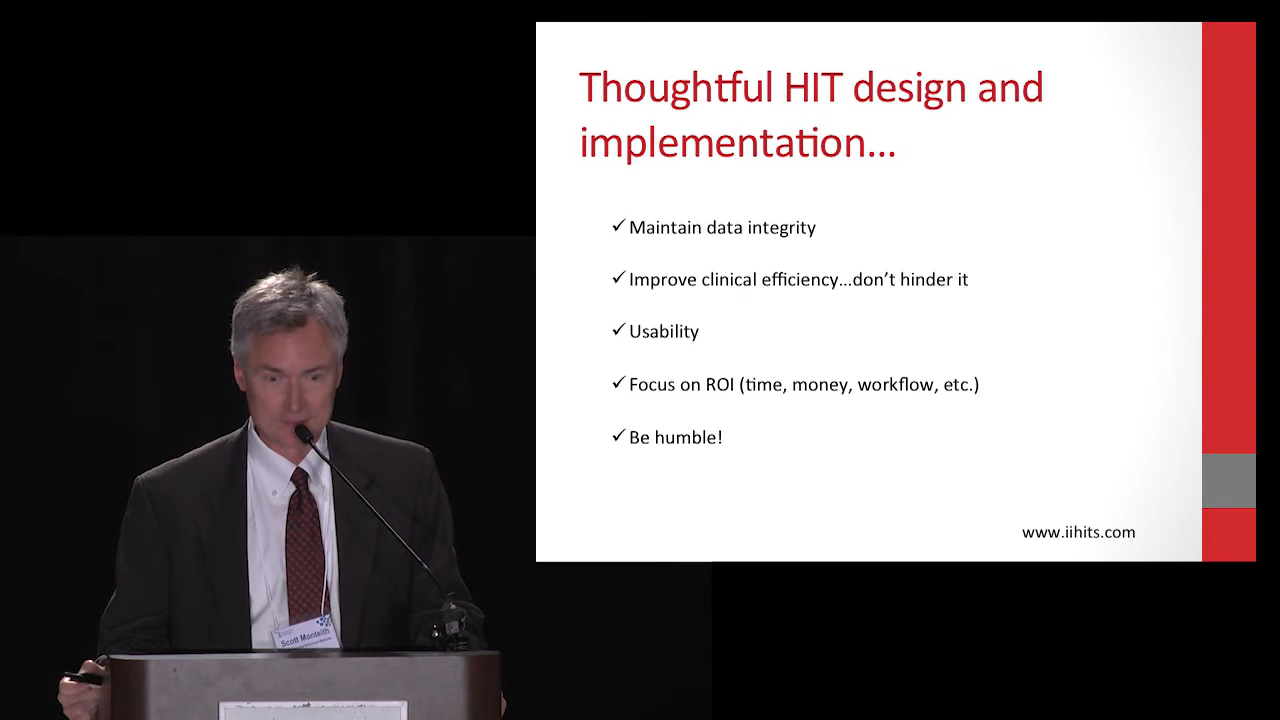 Thoughtful HIT design and
implementation...
✓ Maintain data integrity
✓ Improve clinical efficiency...don't hinder it
✓ Usability
✓ Focus on ROI (time, money, workflow, etc.)
✓ Be humble!
www.iihits.com
Scott Monteith